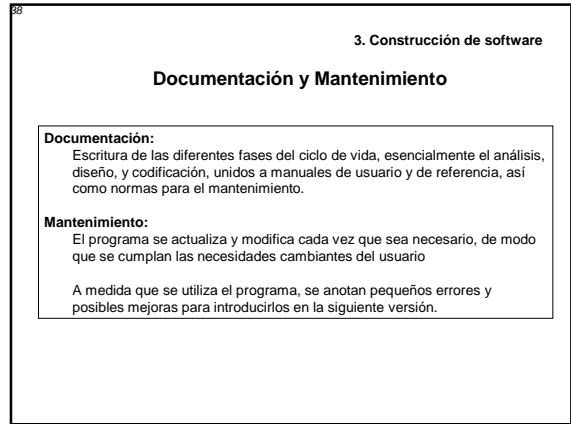 38
3. Construcción de software
Documentación y Mantenimiento
Documentación:
Escritura de las diferentes fases del ciclo de vida, esencialmente el análisis,
diseño, y codificación, unidos a manuales de usuario y de referencia, así
como normas para el mantenimiento.
Mantenimiento:
El programa se actualiza y modifica cada vez que sea necesario, de modo
que se cumplan las necesidades cambiantes del usuario
A medida que se utiliza el programa, se anotan pequeños errores y
posibles mejoras para introducirlos en la siguiente versión.